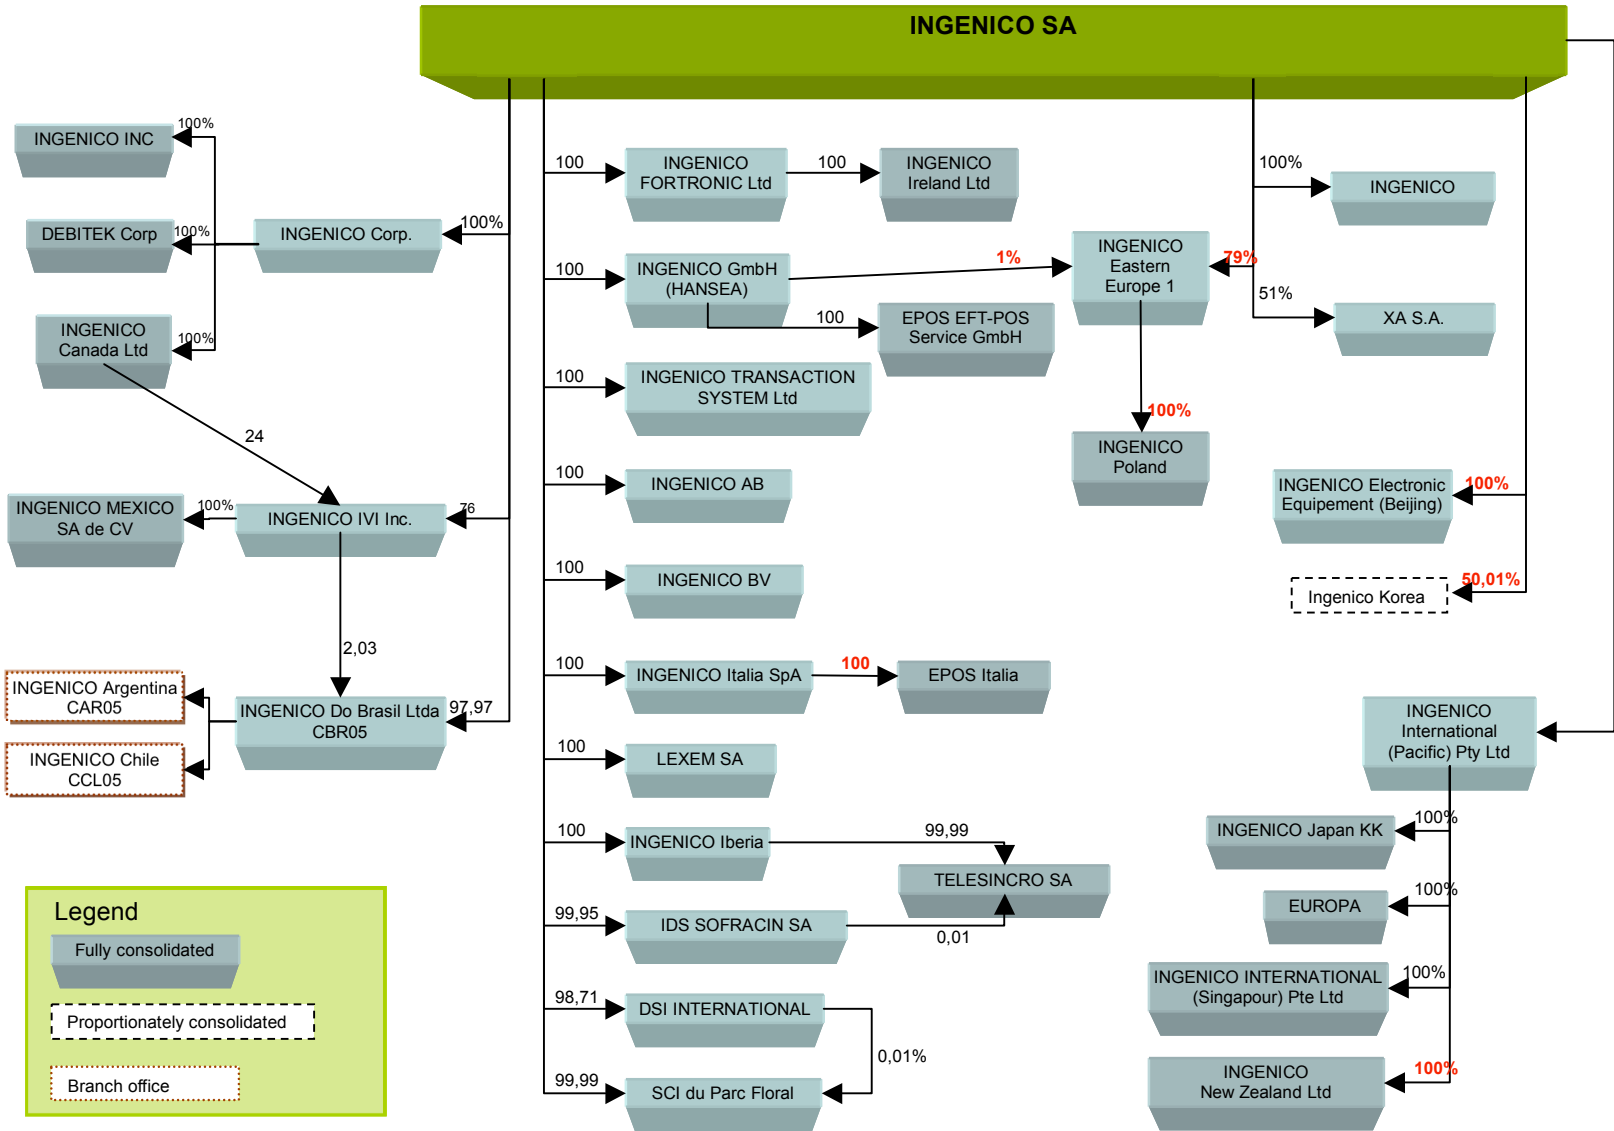 INGENICO SA
INGENICO INC
100%
DEBITEK Corp
100%
INGENICO Corp.
100%
INGENICO
Canada Ltd
100%
24
INGENICO MEXICO
SA de CV
100%
INGENICO IVI Inc.
76
2,03
INGENICO Argentina
CAR05
INGENICO Do Brasil Ltda
CBR05
97,97
INGENICO Chile
CCL05
100
INGENICO
FORTRONIC Ltd
100
INGENICO
Ireland Ltd
100
INGENICO GmbH
(HANSEA)
1%
INGENICO
Eastern
Europe 1
79%
100
EPOS EFT-POS
Service GmbH
100%
INGENICO
51%
XA S.A.
100
INGENICO TRANSACTION
SYSTEM Ltd
100%
INGENICO
Poland
100
INGENICO AB
INGENICO Electronic
Equipement (Beijing)
100%
100
INGENICO BV
Ingenico Korea
50,01%
100
INGENICO Italia SpA
100
EPOS Italia
100
LEXEM SA
100
INGENICO Iberia
99,99
TELESINCRO SA
99,95
IDS SOFRACIN SA
0,01
98,71
DSI INTERNATIONAL
0,01%
99,99
SCI du Parc Floral
INGENICO
International
(Pacific) Pty Ltd
INGENICO Japan KK
100%
EUROPA
100%
INGENICO INTERNATIONAL
(Singapour) Pte Ltd
100%
INGENICO
New Zealand Ltd
100%
Legend
Fully consolidated
Proportionately consolidated
Branch office